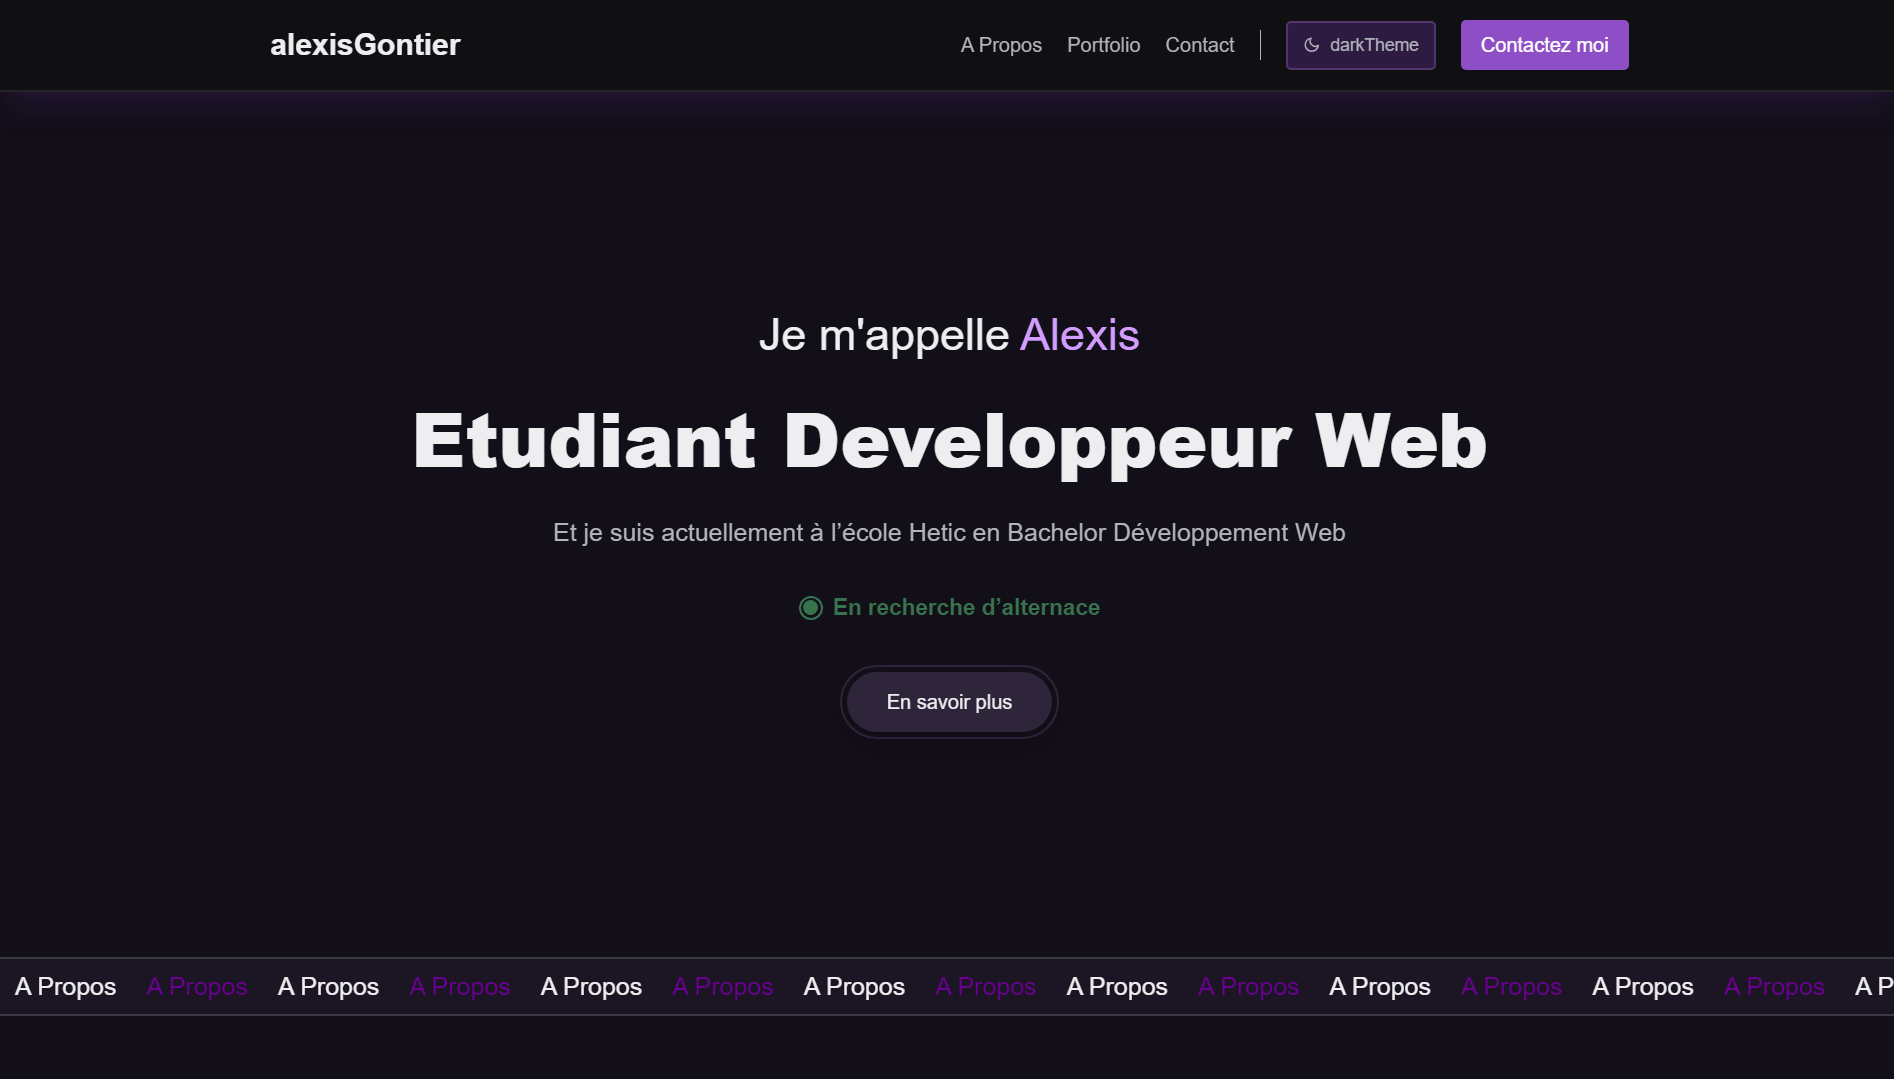 alexisGontier
A Propos Portfolio Contact darkTheme Contactez moi
Je m'appelle Alexis
Etudiant Developpeur Web
Et je suis actuellement à l’école Hetic en Bachelor Développement Web
En recherche d’alternace
En savoir plus
A Propos A Propos A Propos A Propos A Propos A Propos A Propos A Propos A Propos A Propos A Propos A Propos A Propos A Propos A P